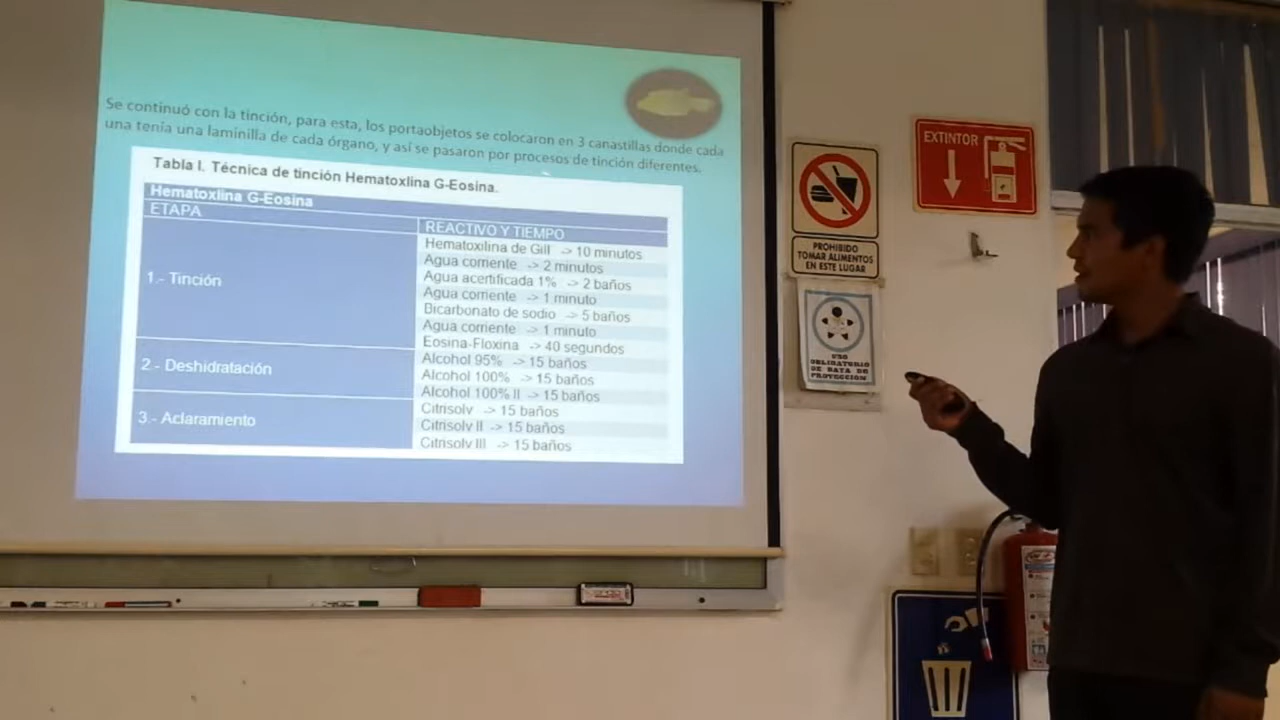 Se continuó con la tinción, para esta, los portaobjetos se colocaron en 3 canastillas donde cada
una tenía una laminilla de cada órgano, y así se pasaron por procesos de tinción diferentes.
Tabla I. Técnica de tinción Hematoxlina G-Eosina.
Hematoxlina G-Eosina
ETAPA
REACTIVO Y TIEMPO
1.- Tinción
Hematoxilina de Gill -> 10 minutos
Agua corriente -> 2 minutos
Agua acertificada 1% -> 2 baños
Agua corriente -> 1 minuto
Bicarbonato de sodio -> 5 baños
Agua corriente -> 1 minuto
Eosina-Floxina -> 40 segundos
2.- Deshidratación
Alcohol 95% -> 15 baños
Alcohol 100% -> 15 baños
Alcohol 100% II -> 15 baños
3.- Aclaramiento
Citrisolv -> 15 baños
Citrisolv II -> 15 baños
Citrisolv III -> 15 baños
PROHIBIDO
TOMAR ALIMENTOS
EN ESTE LUGAR
USO
OBLIGATORIO
DE BATA DE
PROTECCIÓN
EXTINTOR